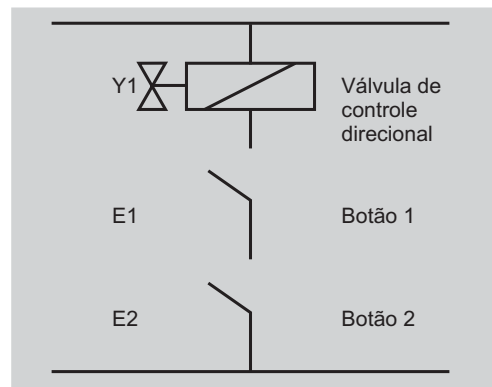 Y1
Válvula de
controle
direcional
E1
Botão 1
E2
Botão 2